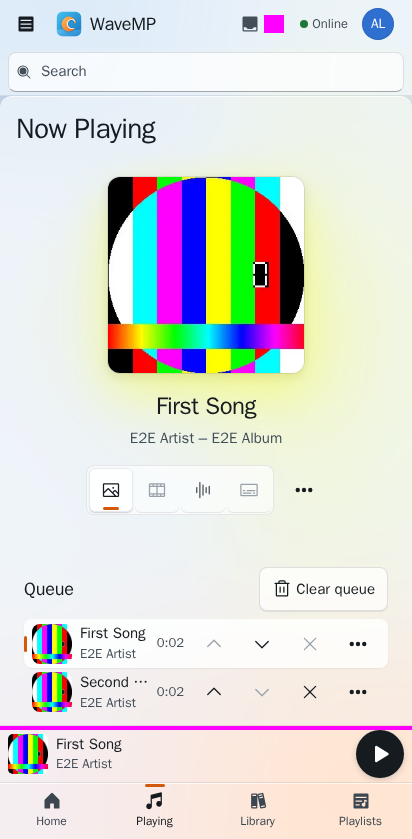 WaveMP
Online
AL
Search
Now Playing
First Song
E2E Artist – E2E Album
Queue
Clear queue
First Song
E2E Artist
0:02
Second ···
E2E Artist
0:02
First Song
E2E Artist
Home
Playing
Library
Playlists